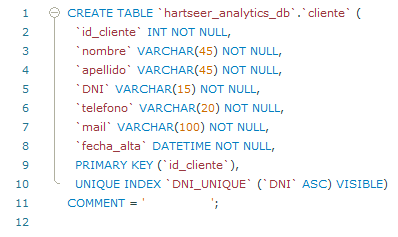 1 CREATE TABLE `hartseer_analytics_db`.`cliente` (
2 `id_cliente` INT NOT NULL,
3 `nombre` VARCHAR(45) NOT NULL,
4 `apellido` VARCHAR(45) NOT NULL,
5 `DNI` VARCHAR(15) NOT NULL,
6 `telefono` VARCHAR(20) NOT NULL,
7 `mail` VARCHAR(100) NOT NULL,
8 `fecha_alta` DATETIME NOT NULL,
9 PRIMARY KEY (`id_cliente`),
10 UNIQUE INDEX `DNI_UNIQUE` (`DNI` ASC) VISIBLE)
11 COMMENT = '          ';
12